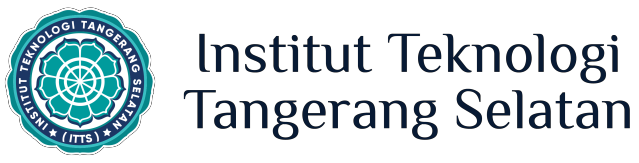 INSTITUT TEKNOLOGI TANGERANG SELATAN
★ (ITTS) ★
Institut Teknologi
Tangerang Selatan